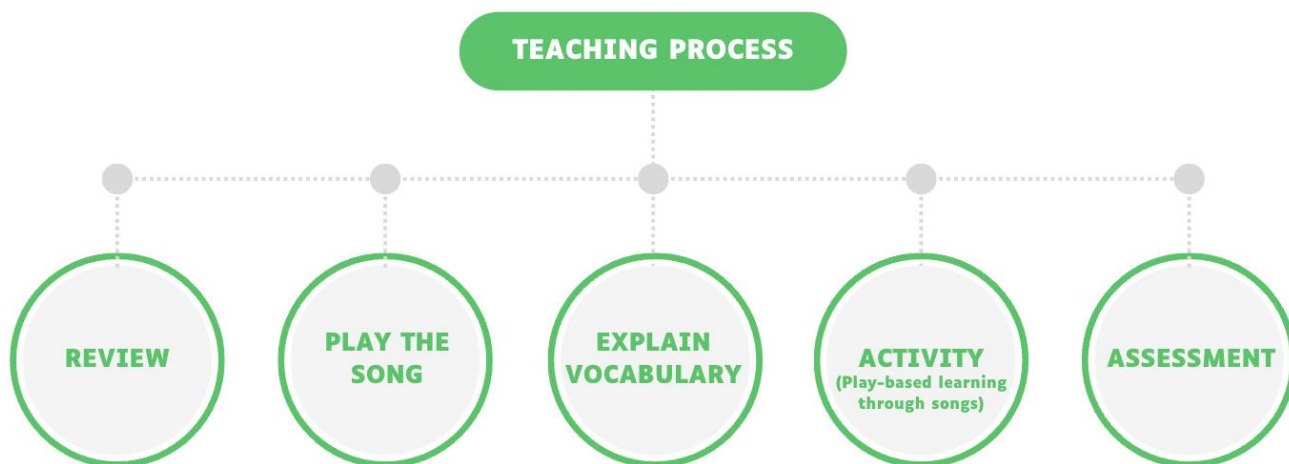 TEACHING PROCESS
REVIEW
PLAY THE
SONG
EXPLAIN
VOCABULARY
ACTIVITY
(Play-based learning
through songs)
ASSESSMENT